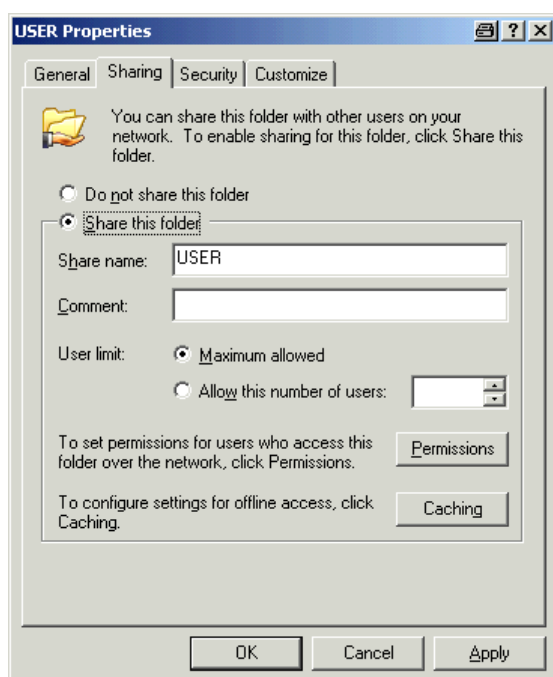 USER Properties
General Sharing Security Customize
You can share this folder with other users on your
network. To enable sharing for this folder, click Share this
folder.
Do not share this folder
Share this folder
Share name: USER
Comment:
User limit: Maximum allowed
Allow this number of users:
To set permissions for users who access this
folder over the network, click Permissions.
Permissions
To configure settings for offline access, click
Caching.
Caching
OK Cancel Apply